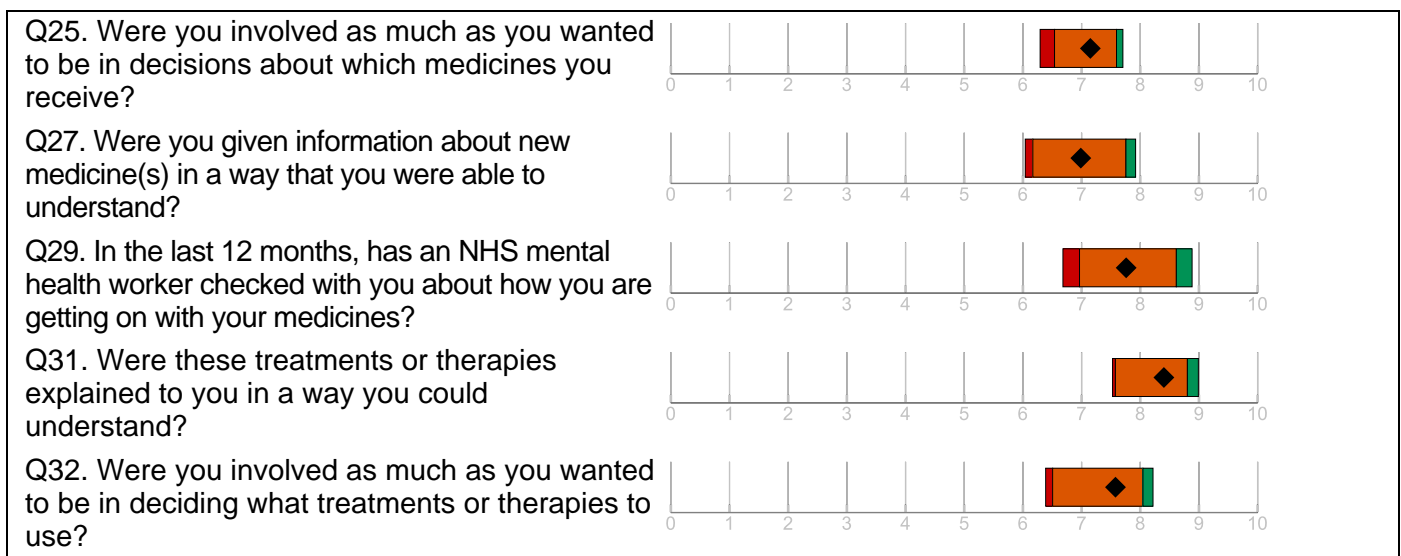 Q25. Were you involved as much as you wanted
to be in decisions about which medicines you
receive?
0 1 2 3 4 5 6 7 8 9 10
Q27. Were you given information about new
medicine(s) in a way that you were able to
understand?
0 1 2 3 4 5 6 7 8 9 10
Q29. In the last 12 months, has an NHS mental
health worker checked with you about how you are
getting on with your medicines?
0 1 2 3 4 5 6 7 8 9 10
Q31. Were these treatments or therapies
explained to you in a way you could
understand?
0 1 2 3 4 5 6 7 8 9 10
Q32. Were you involved as much as you wanted
to be in deciding what treatments or therapies to
use?
0 1 2 3 4 5 6 7 8 9 10